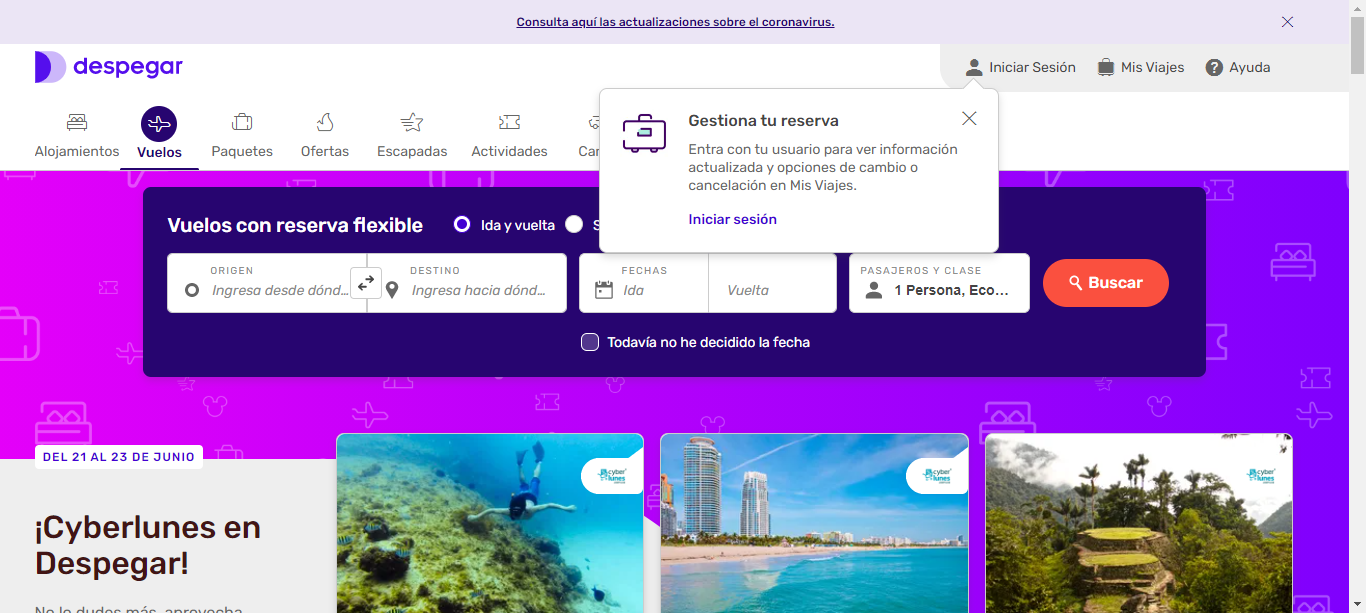 Consulta aquí las actualizaciones sobre el coronavirus.
despegar
Iniciar Sesión
Mis Viajes
Ayuda
Alojamientos
Vuelos
Paquetes
Ofertas
Escapadas
Actividades
Gestiona tu reserva
Entra con tu usuario para ver información
actualizada y opciones de cambio o
cancelación en Mis Viajes.
Iniciar sesión
Vuelos con reserva flexible
Ida y vuelta
ORIGEN
Ingresa desde dónd...
DESTINO
Ingresa hacia dónd...
FECHAS
Ida
Vuelta
PASAJEROS Y CLASE
1 Persona, Eco...
Buscar
Todavía no he decidido la fecha
DEL 21 AL 23 DE JUNIO
¡Cyberlunes en
Despegar!
No lo dudes más, aprovecha
cyber
lunes
cyber
lunes
cyber
lunes